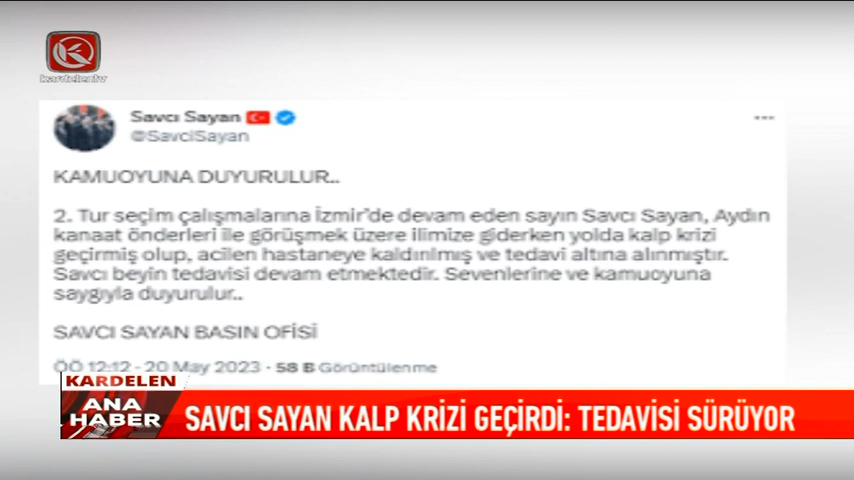 kardelentv
Savcı Sayan
@SavciSayan
KAMUOYUNA DUYURULUR..
2. Tur seçim çalışmalarına İzmir'de devam eden sayın Savcı Sayan, Aydın
kanaat önderleri ile görüşmek üzere ilimize giderken yolda kalp krizi
geçirmiş olup, acilen hastaneye kaldırılmış ve tedavi altına alınmıştır.
Savcı beyin tedavisi devam etmektedir. Sevenlerine ve kamuoyuna
saygıyla duyurulur..
SAVCI SAYAN BASIN OFİSİ
ÖÖ 12:12 - 20 May 2023 · 58 B Görüntülenme
KARDELEN
ANA
HABER
SAVCI SAYAN KALP KRİZİ GEÇİRDİ: TEDAVİSİ SÜRÜYOR